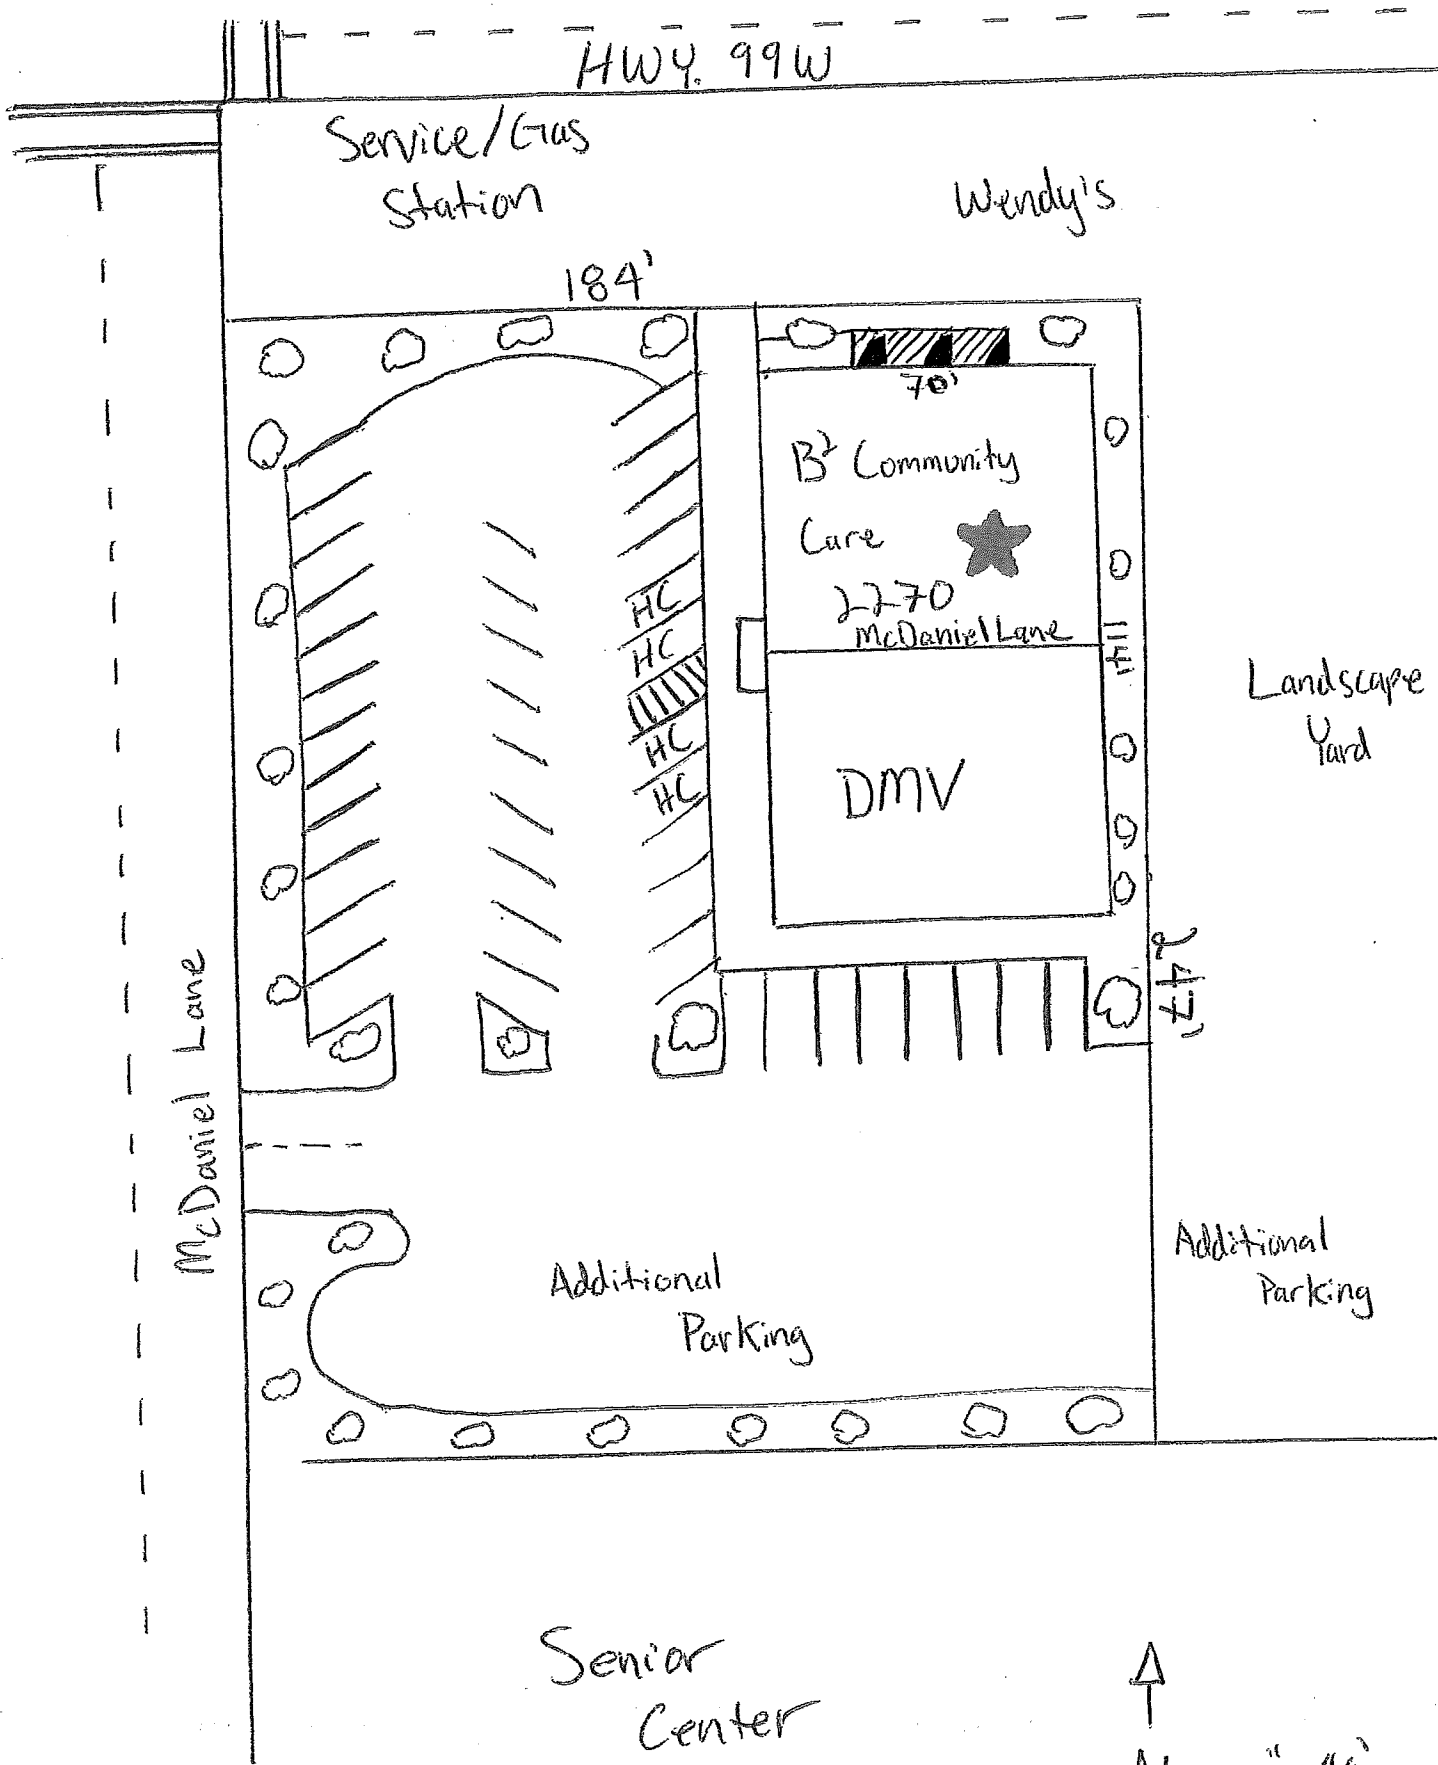 HWY. 99W
Service/Gas
Station
Wendy's
184'
70'
B² Community
Care
2270
McDaniel Lane
HC
HC
HC
HC
DMV
Landscape
Yard
247'
McDaniel Lane
Additional
Parking
Additional
Parking
Senior
Center